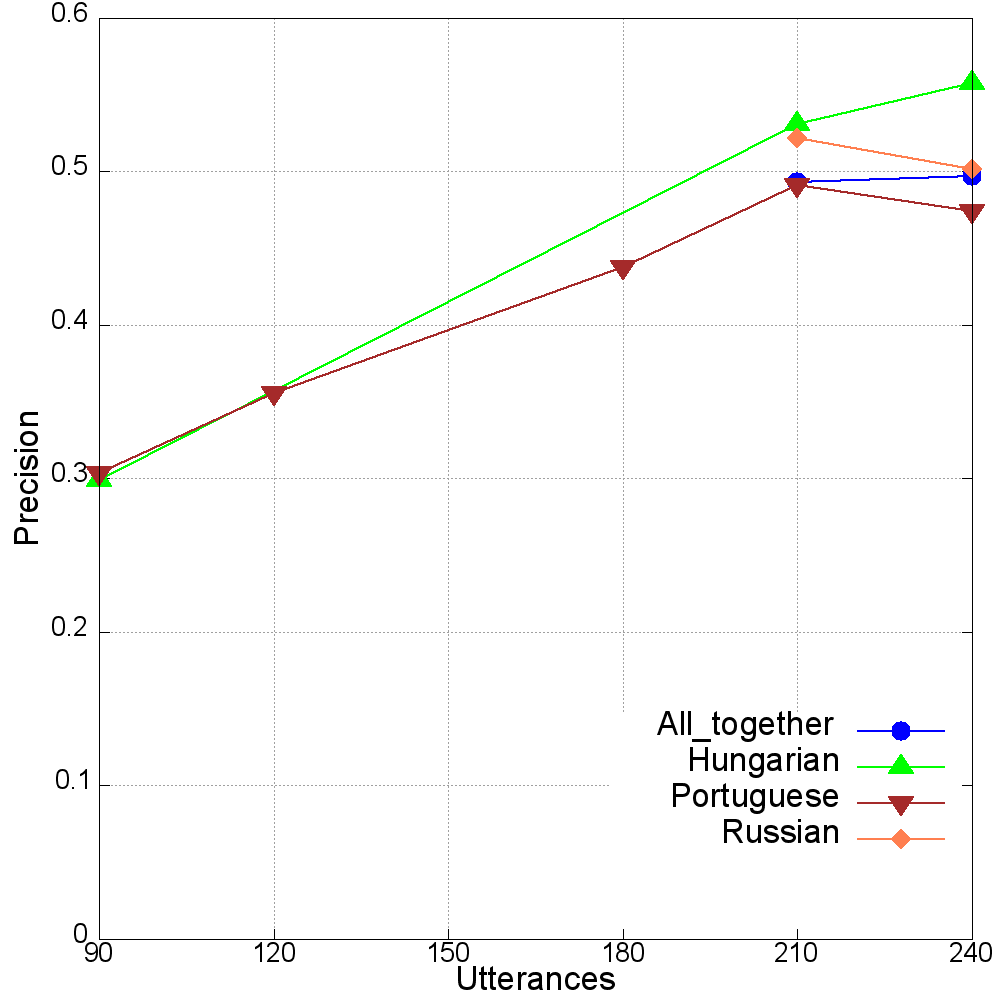 0.6
0.5
0.4
0.3
0.2
0.1
0
Precision
90 120 150 180 210 240
Utterances
All_together
Hungarian
Portuguese
Russian